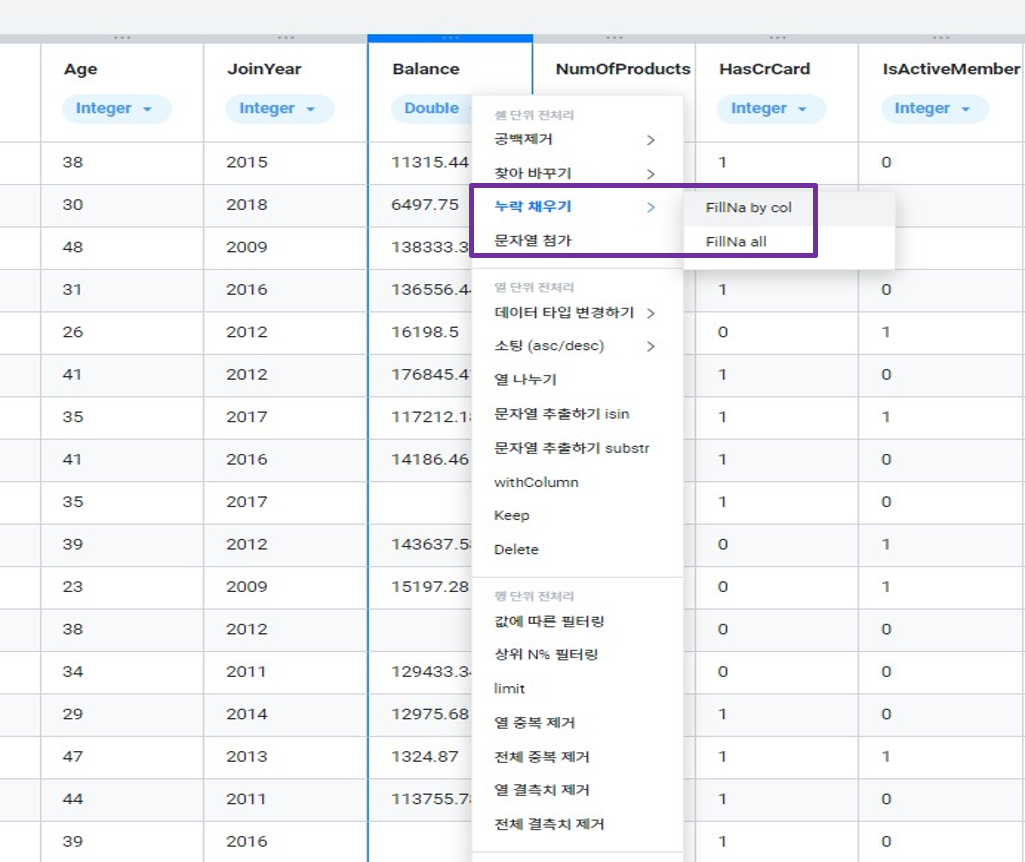 Age JoinYear Balance NumOfProducts HasCrCard IsActiveMember
Integer Integer Double Integer Integer
셀 단위 전처리
공백제거
38 2015 11315.44 1 0
찾아 바꾸기
30 2018 6497.75 누락 채우기 FillNa by col
48 2009 138333.3 문자열 첨가 FillNa all
열 단위 전처리
31 2016 136556.4 1 0
데이터 타입 변경하기
26 2012 16198.5 소팅 (asc/desc) 0 1
41 2012 176845.4 열 나누기 1 0
35 2017 117212.1 문자열 추출하기 isin 1 1
41 2016 14186.46 문자열 추출하기 substr 1 0
withColumn
35 2017 1 0
Keep
39 2012 143637.5 Delete 0 1
23 2009 15197.28 0 1
행 단위 전처리
38 2012 값에 따른 필터링 0 0
상위 N% 필터링
34 2011 129433.3 0 0
limit
29 2014 12975.68 열 중복 제거 1 0
47 2013 1324.87 전체 중복 제거 1 1
44 2011 113755.7 열 결측치 제거 1 0
전체 결측치 제거
39 2016 1 0